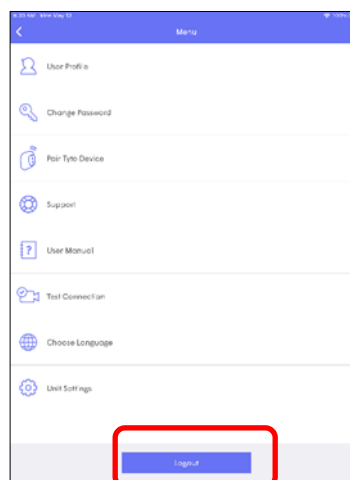 Menu
User Profile
Change Password
Pair Tyto Device
Support
?
User Manual
Test Connection
Choose Language
Unit Settings
Logout